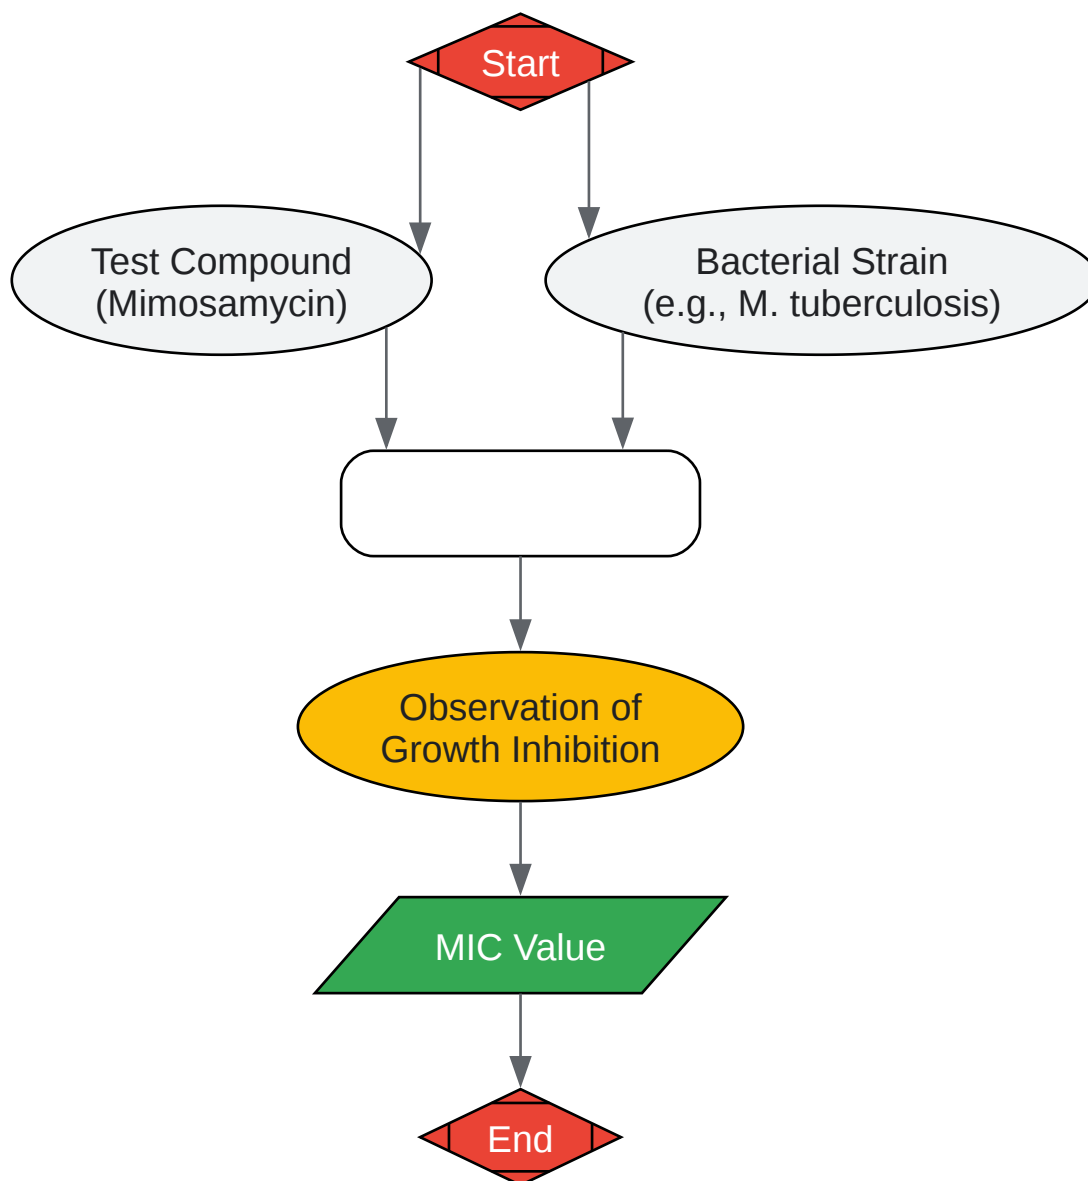 Start
Test Compound
(Mimosamycin)
Bacterial Strain
(e.g., M. tuberculosis)
Observation of
Growth Inhibition
MIC Value
End